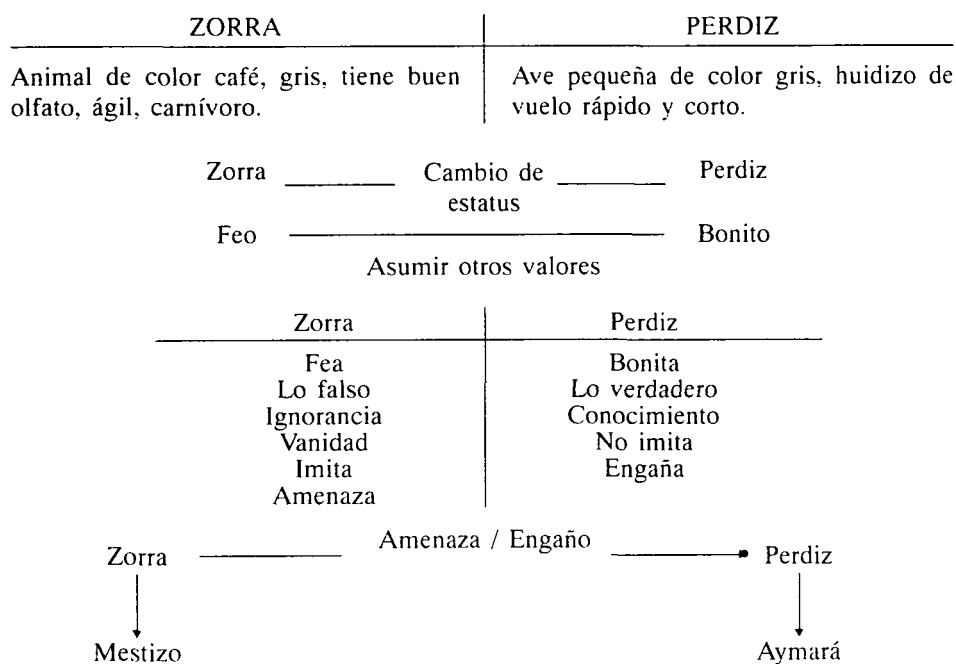 ZORRA PERDIZ
Animal de color café, gris, tiene buen olfato, ágil, carnívoro.
Ave pequeña de color gris, huidizo de vuelo rápido y corto.
Zorra Cambio de estatus Perdiz
Feo Bonito
Asumir otros valores
Zorra Perdiz
Fea Bonita
Lo falso Lo verdadero
Ignorancia Conocimiento
Vanidad No imita
Imita Engaña
Amenaza
Zorra Amenaza / Engaño Perdiz
Mestizo Aymará